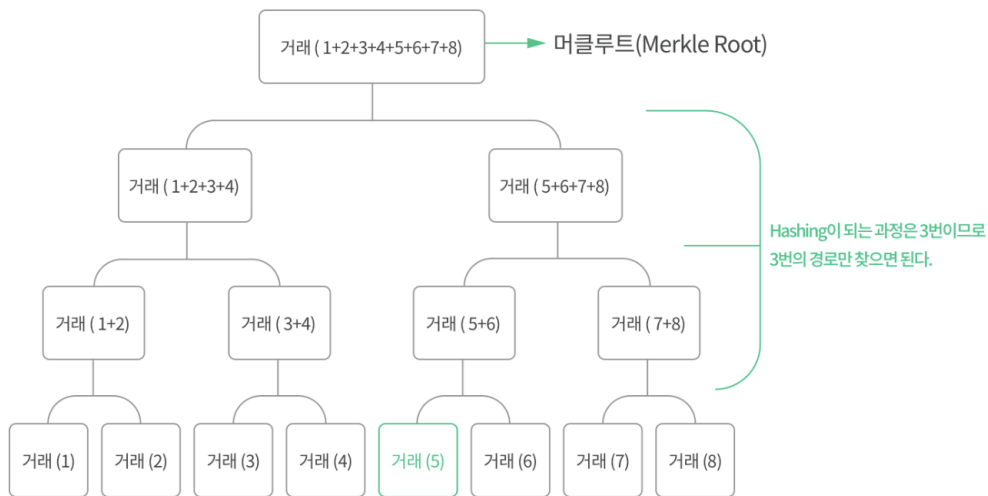 거래 ( 1+2+3+4+5+6+7+8)
머클루트(Merkle Root)
거래 ( 1+2+3+4)
거래 ( 5+6+7+8)
Hashing이 되는 과정은 3번이므로
3번의 경로만 찾으면 된다.
거래 ( 1+2)
거래 ( 3+4)
거래 ( 5+6)
거래 ( 7+8)
거래 (1)
거래 (2)
거래 (3)
거래 (4)
거래 (5)
거래 (6)
거래 (7)
거래 (8)